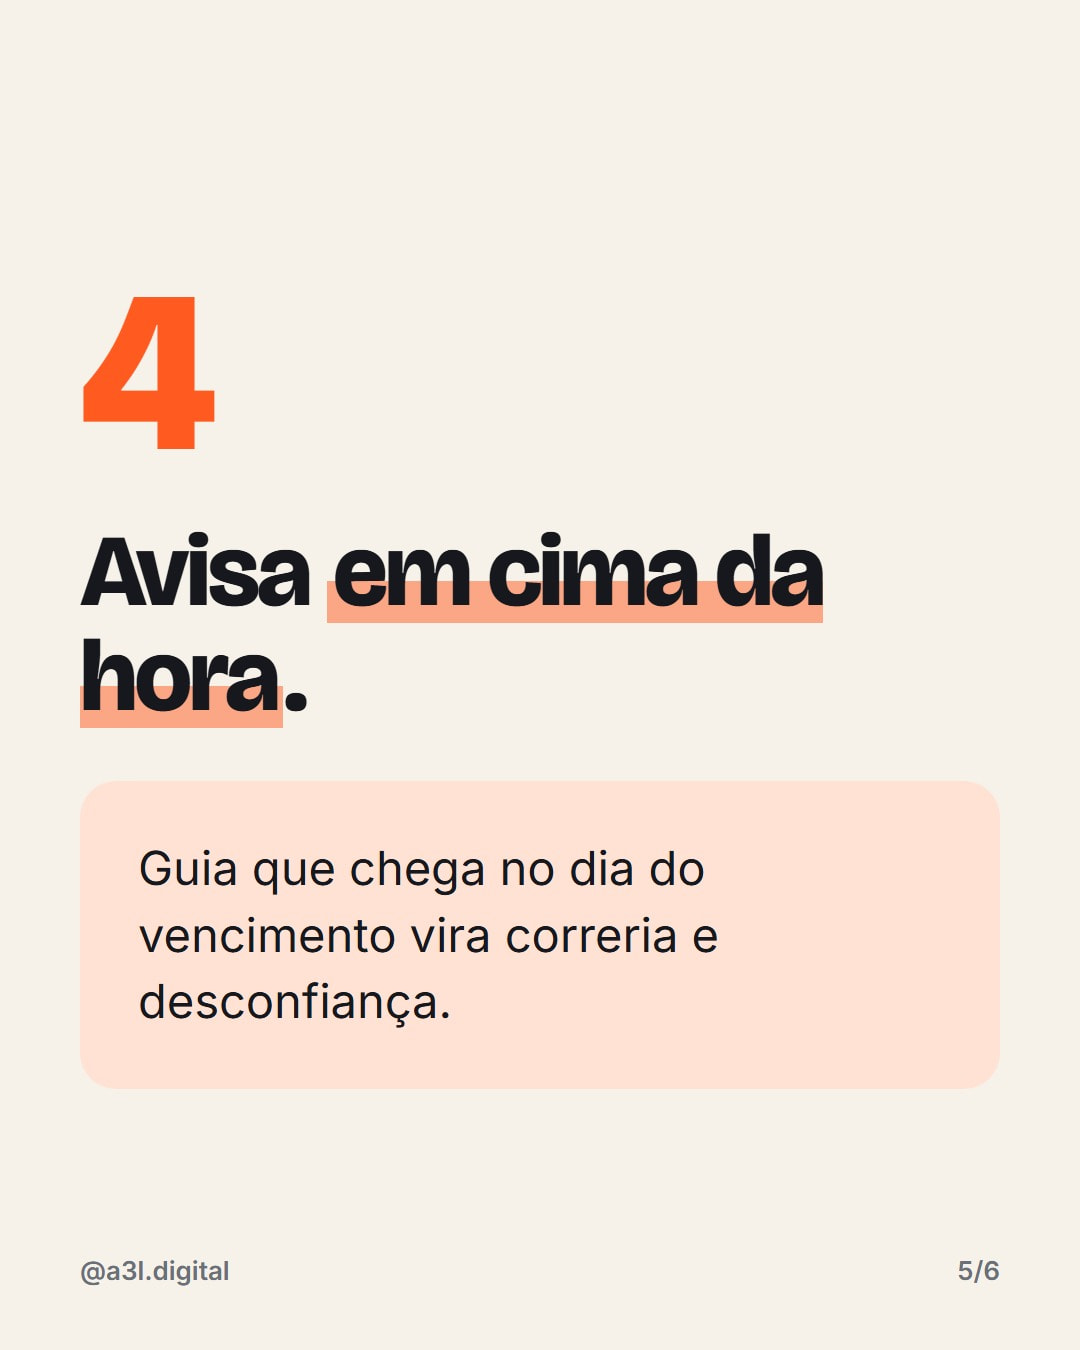 4
Avisa em cima da
hora.
Guia que chega no dia do
vencimento vira correria e
desconfiança.
@a3l.digital
5/6